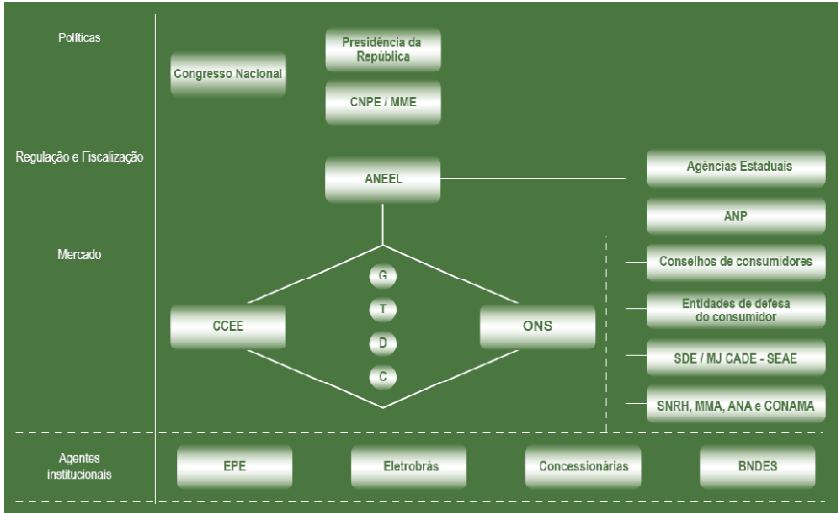 Políticas
Presidência da
República
Congresso Nacional
CNPE / MME
Regulação e Fiscalização
ANEEL
Agências Estaduais
ANP
Mercado
Conselhos de consumidores
G
T
D
C
CCEE
ONS
Entidades de defesa
do consumidor
SDE / MJ CADE - SEAE
SNRH, MMA, ANA e CONAMA
Agentes
institucionais
EPE
Eletrobrás
Concessionárias
BNDES